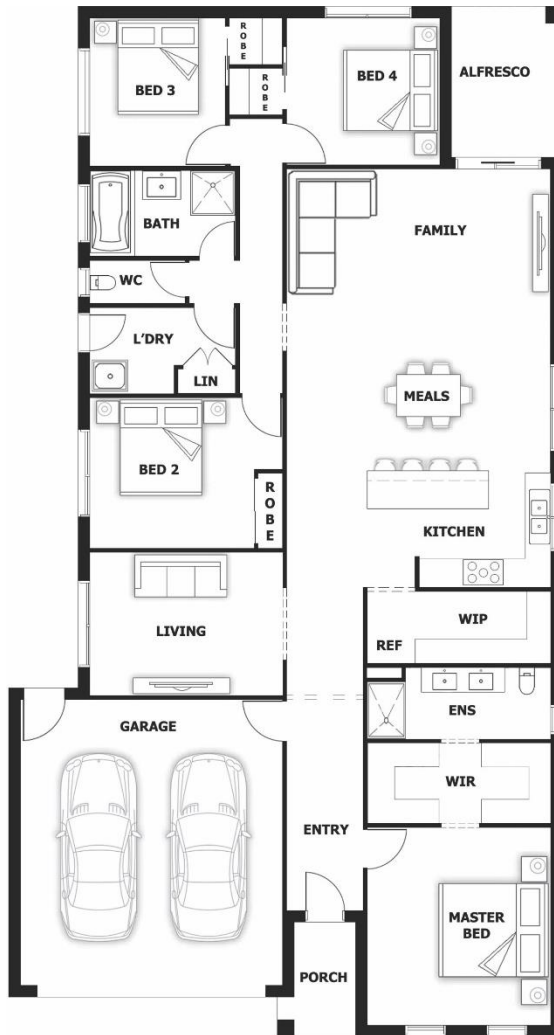 ROBE
BED 3
ROBE
BED 4
ALFRESCO
BATH
FAMILY
WC
L'DRY
LIN
MEALS
BED 2
ROBE
KITCHEN
LIVING
WIP
REF
GARAGE
ENS
WIR
ENTRY
MASTER
BED
PORCH